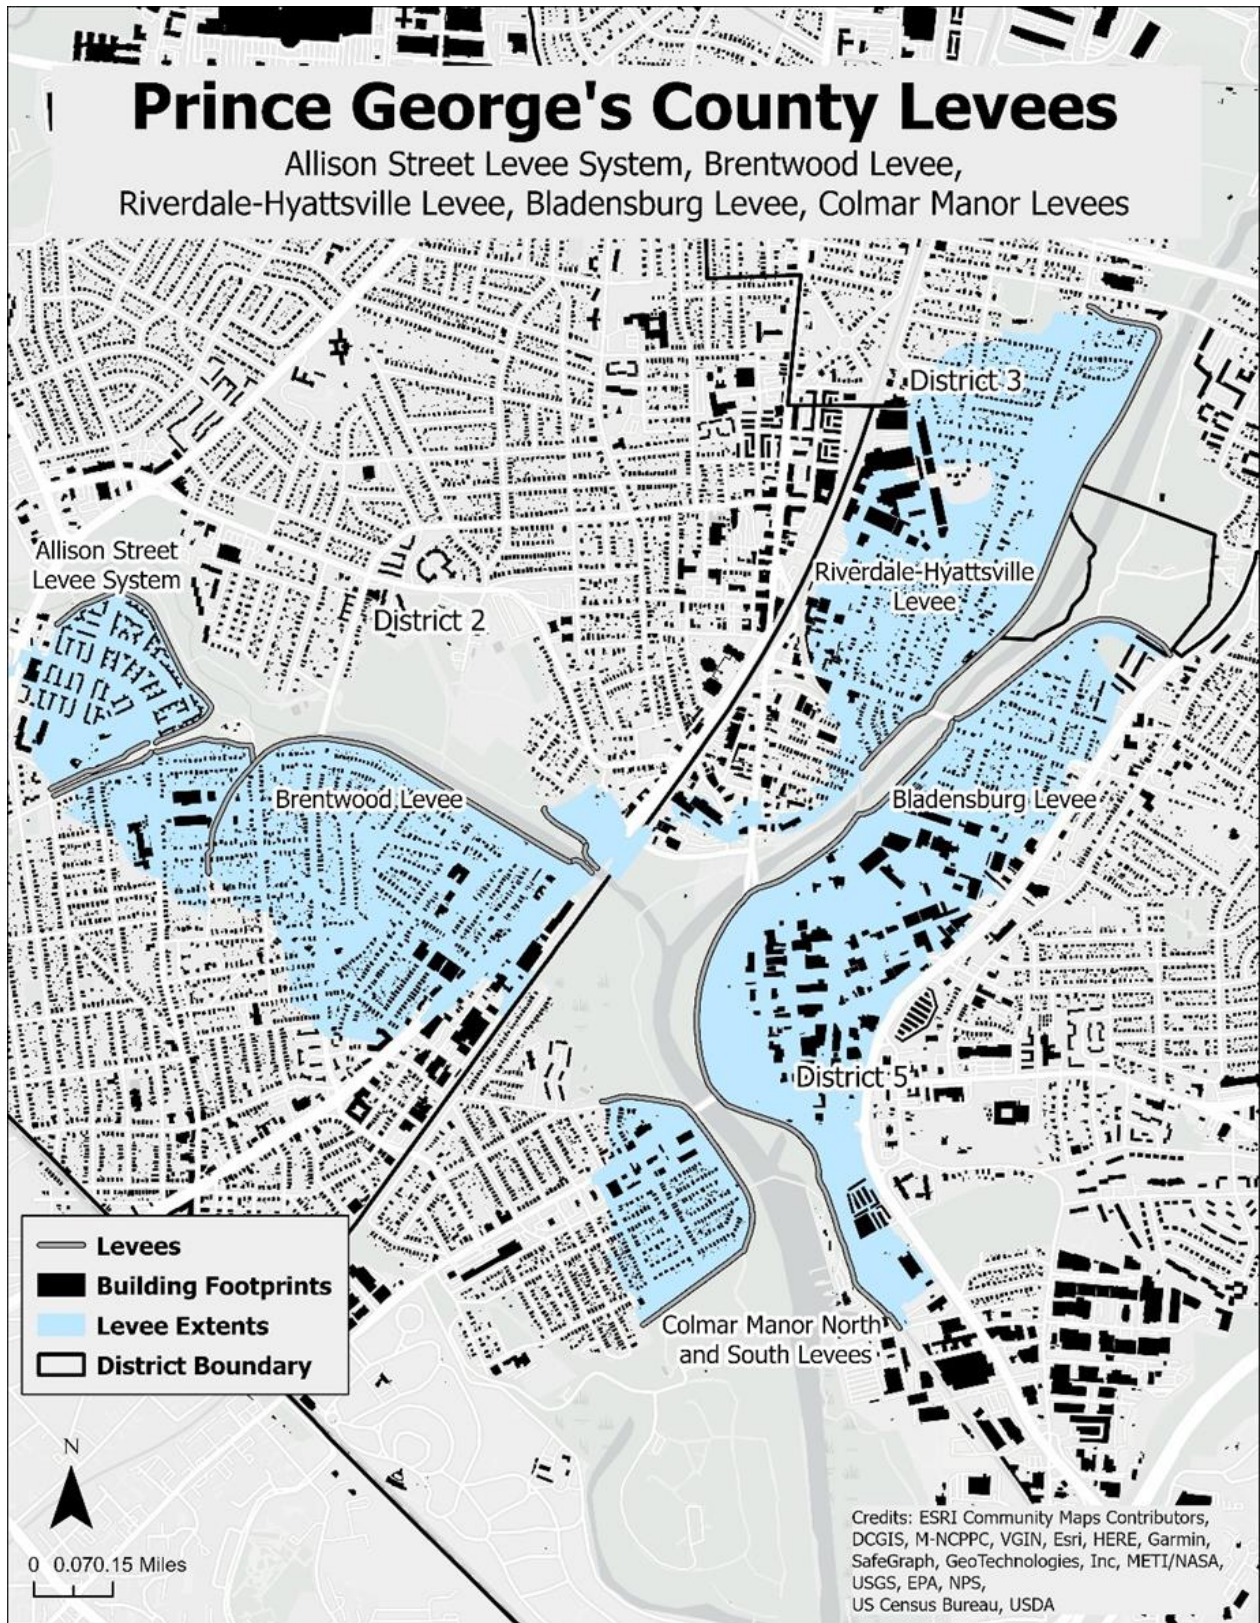 Prince George's County Levees
Allison Street Levee System, Brentwood Levee,
Riverdale-Hyattsville Levee, Bladensburg Levee, Colmar Manor Levees
District 3
Allison Street
Levee System
Riverdale-Hyattsville
Levee
District 2
Brentwood Levee
Bladensburg Levee
District 5
Levees
Building Footprints
Levee Extents
District Boundary
Colmar Manor North
and South Levees
N
0 0.070.15 Miles
Credits: ESRI Community Maps Contributors,
DCGIS, M-NCPPC, VGIN, Esri, HERE, Garmin,
SafeGraph, GeoTechnologies, Inc, METI/NASA,
USGS, EPA, NPS,
US Census Bureau, USDA